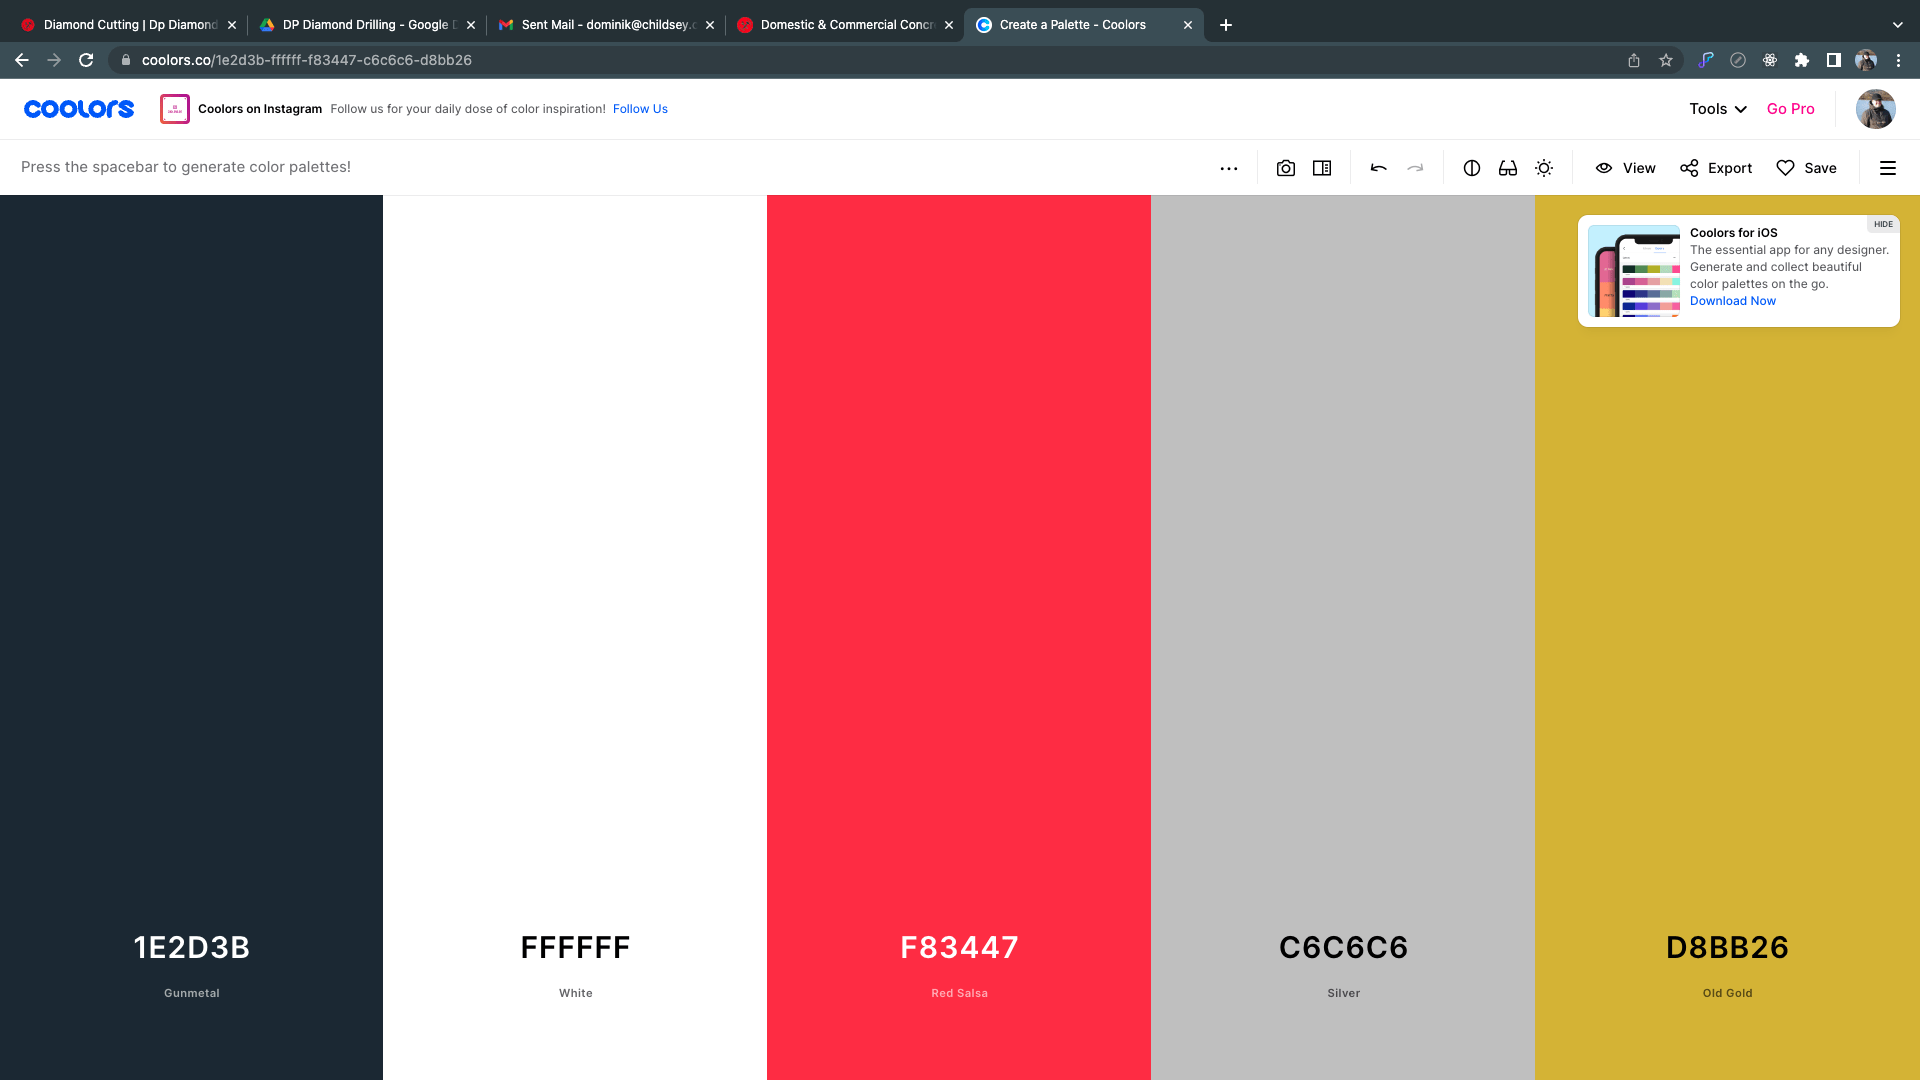 Diamond Cutting | Dp Diamond
DP Diamond Drilling - Google D
Sent Mail - dominik@childsey.c
Domestic & Commercial Concr
Create a Palette - Coolors
coolors.co/1e2d3b-ffffff-f83447-c6c6c6-d8bb26
coolors
Coolors on Instagram Follow us for your daily dose of color inspiration! Follow Us
Tools
Go Pro
Press the spacebar to generate color palettes!
View
Export
Save
HIDE
Coolors for iOS
The essential app for any designer.
Generate and collect beautiful
color palettes on the go.
Download Now
1E2D3B
Gunmetal
FFFFFF
White
F83447
Red Salsa
C6C6C6
Silver
D8BB26
Old Gold